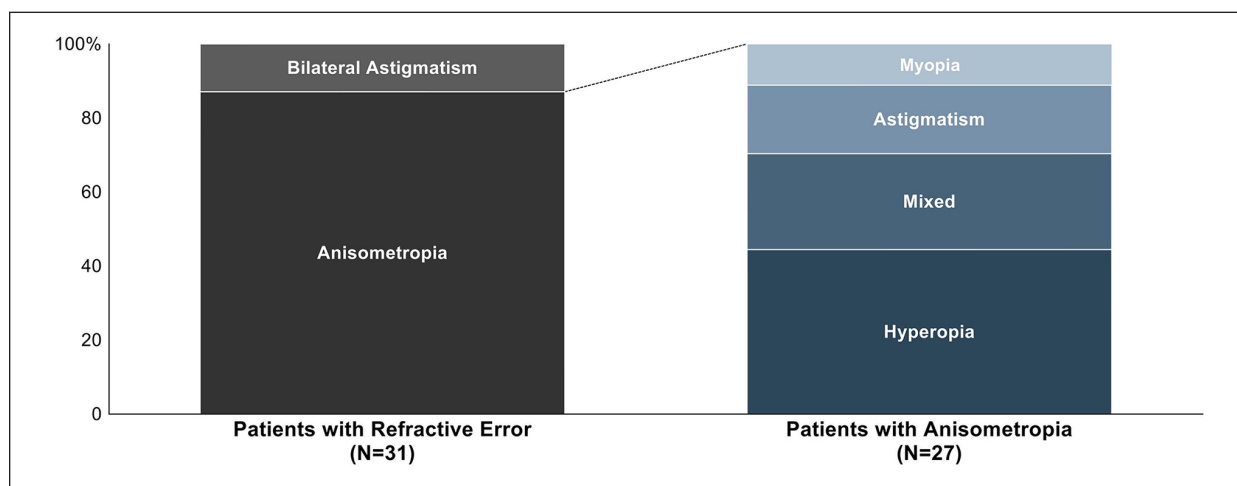 100%
80
60
40
20
0
Bilateral Astigmatism
Anisometropia
Myopia
Astigmatism
Mixed
Hyperopia
Patients with Refractive Error
(N=31)
Patients with Anisometropia
(N=27)